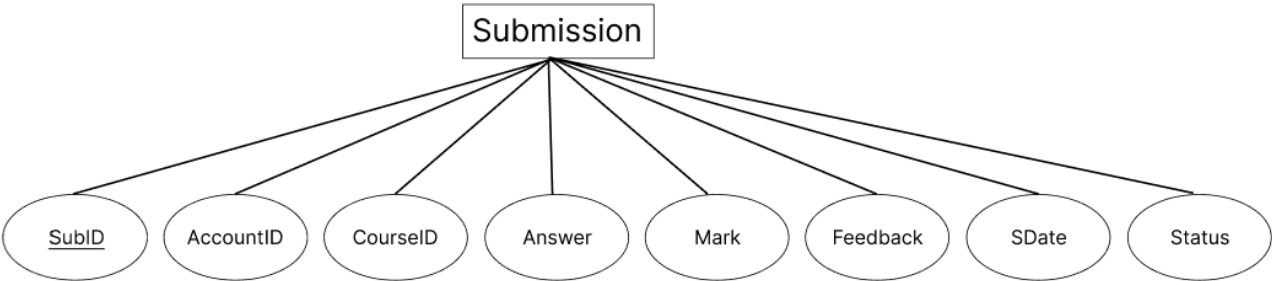 Submission
SubID
AccountID
CourseID
Answer
Mark
Feedback
SDate
Status